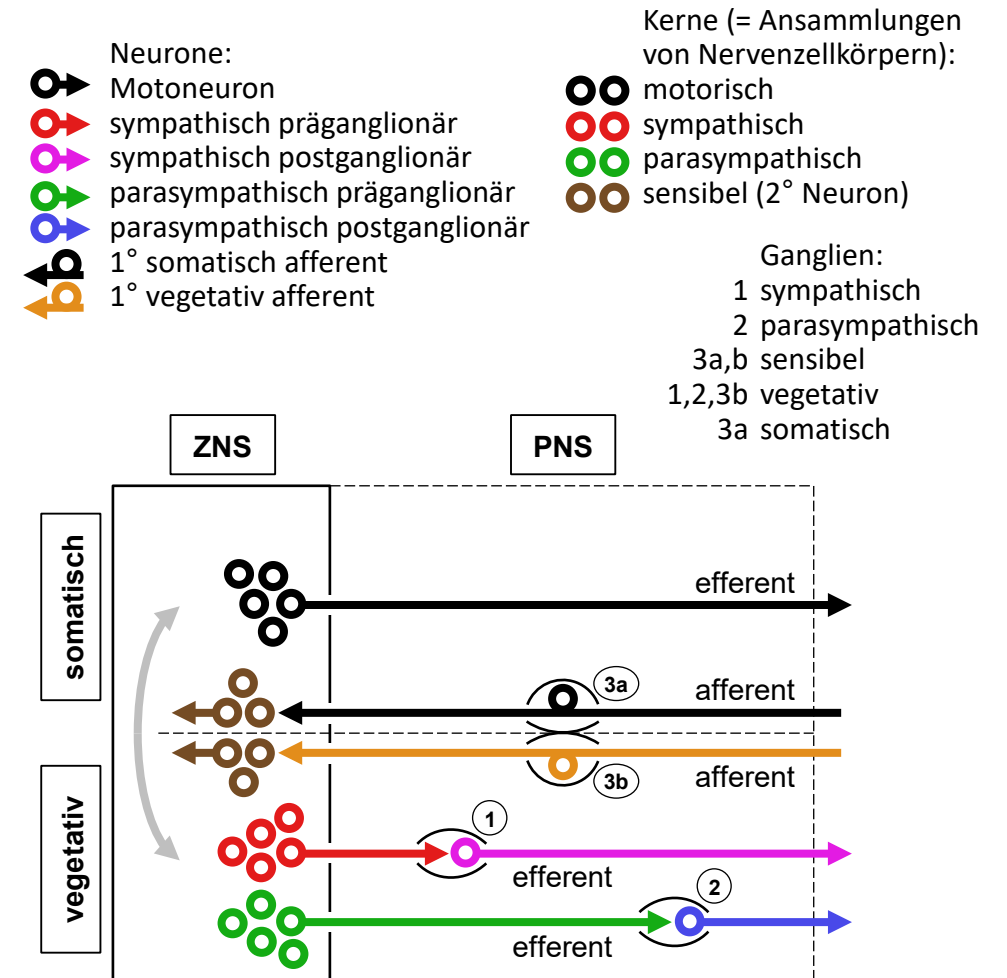 Neurone:
Motoneuron
sympathisch präganglionär
sympathisch postganglionär
parasympathisch präganglionär
parasympathisch postganglionär
1° somatisch afferent
1° vegetativ afferent
Kerne (= Ansammlungen
von Nervenzellkörpern):
motorisch
sympathisch
parasympathisch
sensibel (2° Neuron)
Ganglien:
1 sympathisch
2 parasympathisch
3a,b sensibel
1,2,3b vegetativ
3a somatisch
ZNS
PNS
somatisch
efferent
3a
afferent
vegetativ
3b
afferent
1
efferent
2
efferent